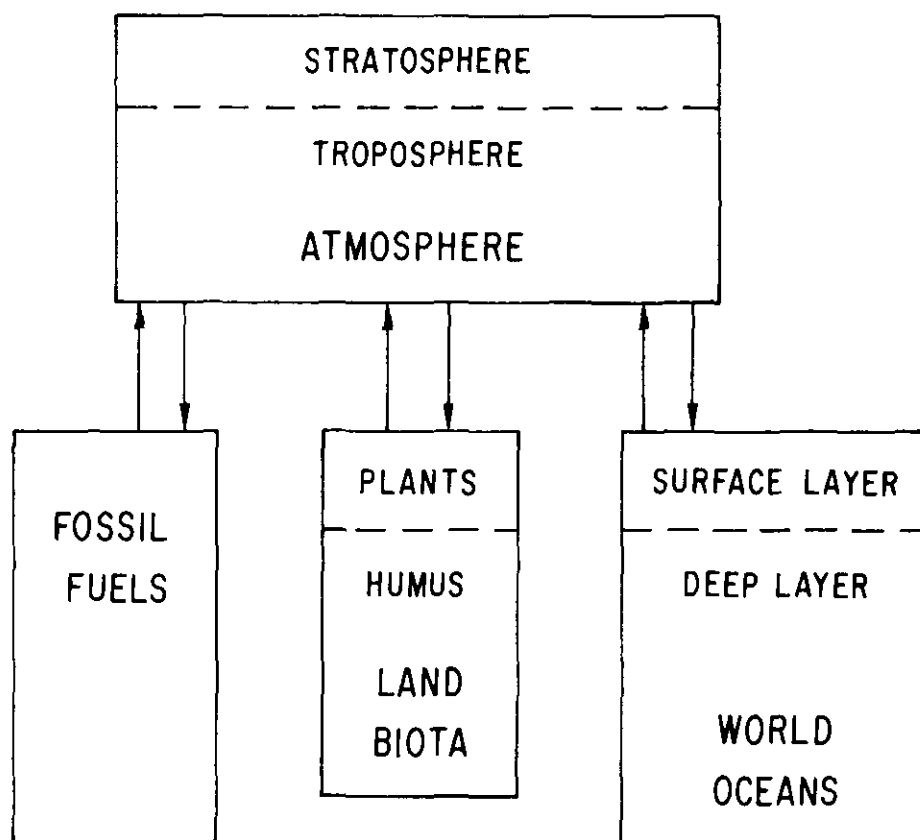 STRATOSPHERE
TROPOSPHERE
ATMOSPHERE
FOSSIL
FUELS
PLANTS
HUMUS
LAND
BIOTA
SURFACE LAYER
DEEP LAYER
WORLD
OCEANS